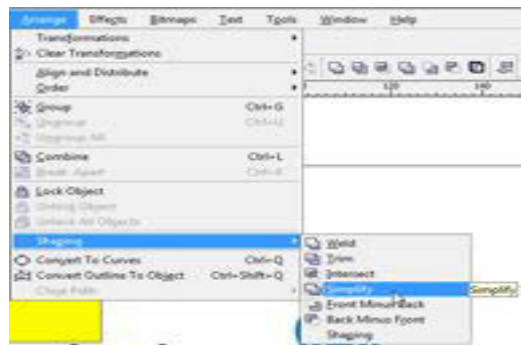 Arrange Effects Bitmaps Text Tools Window Help
Transformations
Clear Transformations
Align and Distribute
Order
Group Ctrl+G
Ungroup Ctrl+U
Ungroup All
Combine Ctrl+L
Break Apart Ctrl+K
Lock Object
Unlock Object
Unlock All Objects
Shaping
Convert To Curves Ctrl+Q
Convert Outline To Object Ctrl+Shift+Q
Close Path
120 140
Weld
Trim
Intersect
Simplify
Simplify
Front Minus Back
Back Minus Front
Shaping